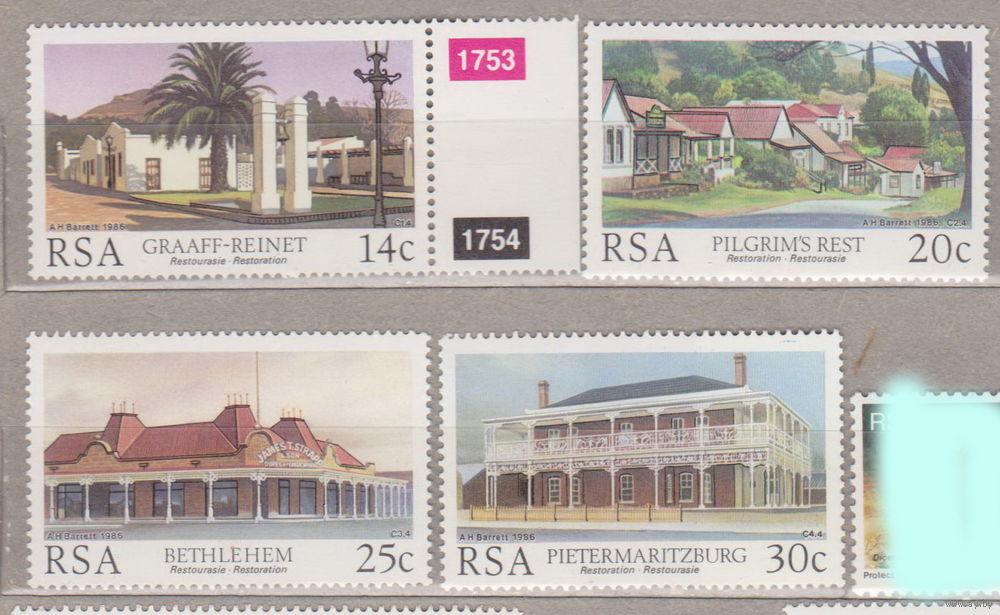 1753
1754
A H Barrett 1986 C1.4
RSA GRAAFF-REINET 14c
Restourasie · Restoration
A H Barrett 1986 C2.4
RSA PILGRIM'S REST 20c
Restoration · Restourasie
JAMES T. STRAPP
& SON
A H Barrett 1986 C3.4
RSA BETHLEHEM 25c
Restourasie · Restoration
A H Barrett 1986 C4.4
RSA PIETERMARITZBURG 30c
Restoration · Restourasie